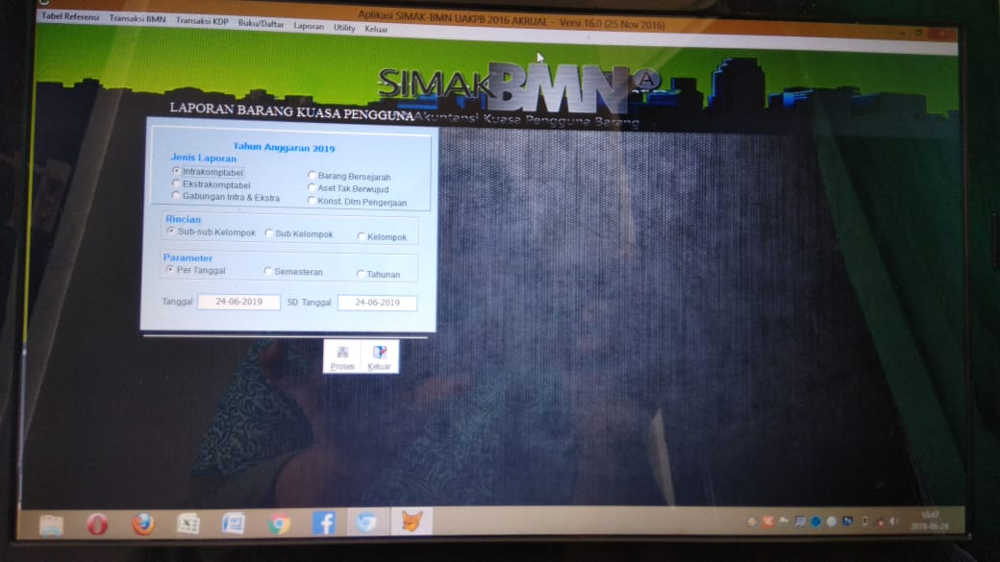 Aplikasi SIMAK-BMN UAKPB 2016 AKRUAL - Versi 16.0 (25 Nov 2016)
Tabel Referensi Transaksi BMN Transaksi KDP Buku/Daftar Laporan Utility Keluar
SIMAK BMN A
LAPORAN BARANG KUASA PENGGUNA
Akuntansi Kuasa Pengguna Barang
Tahun Anggaran 2019
Jenis Laporan
Intrakomptabel Barang Bersejarah
Ekstrakomptabel Aset Tak Berwujud
Gabungan Intra & Ekstra Konst. Dlm Pengerjaan
Rincian
Sub-sub Kelompok Sub Kelompok Kelompok
Parameter
Per Tanggal Semesteran Tahunan
Tanggal 24-06-2019 SD Tanggal 24-06-2019
Proses Keluar
2019-06-24